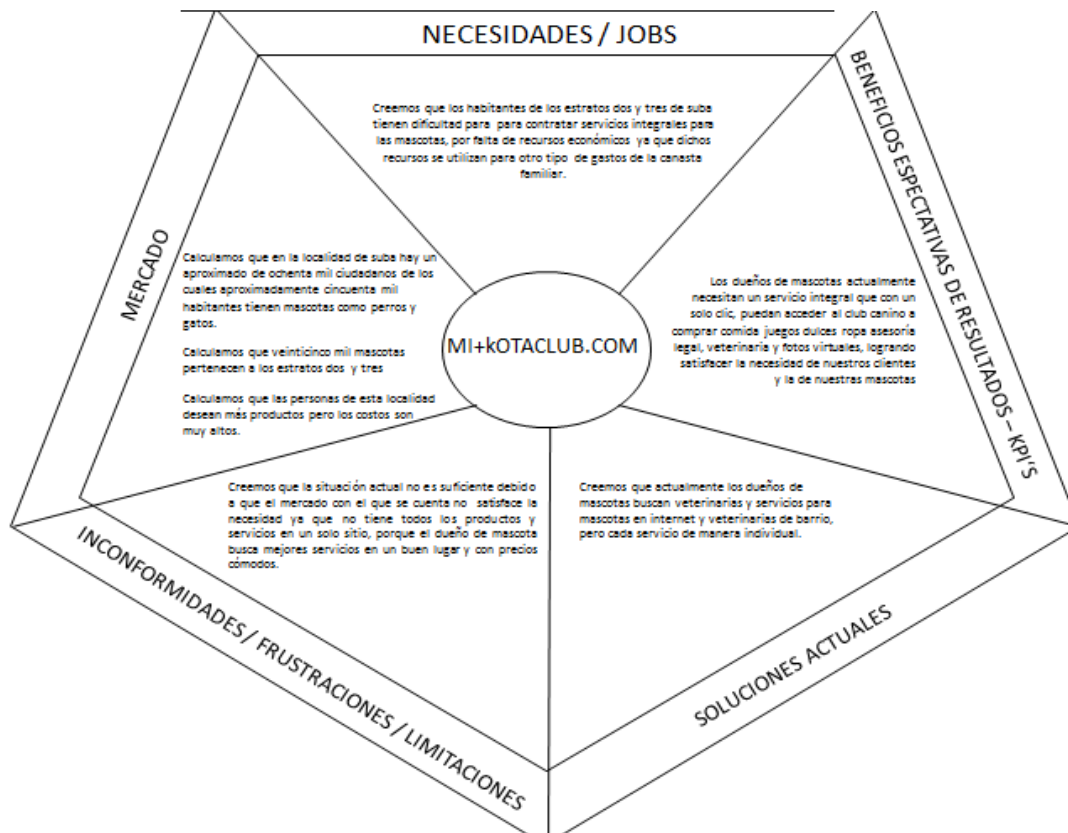 NECESIDADES / JOBS
Creemos que los habitantes de los estratos dos y tres de suba
tienen dificultad para para contratar servicios integrales para
las mascotas, por falta de recursos económicos ya que dichos
recursos se utilizan para otro tipo de gastos de la canasta
familiar.
BENEFICIOS ESPECTATIVAS DE RESULTADOS – KPI'S
Los dueños de mascotas actualmente
necesitan un servicio integral que con un
solo clic, puedan acceder al club canino a
comprar comida juegos dulces ropa asesoría
legal, veterinaria y fotos virtuales, logrando
satisfacer la necesidad de nuestros clientes
y la de nuestras mascotas
MERCADO
Calculamos que en la localidad de suba hay un
aproximado de ochenta mil ciudadanos de los
cuales aproximadamente cincuenta mil
habitantes tienen mascotas como perros y
gatos.
Calculamos que veinticinco mil mascotas
pertenecen a los estratos dos y tres
Calculamos que las personas de esta localidad
desean más productos pero los costos son
muy altos.
MI+kOTACLUB.COM
Creemos que la situación actual no es suficiente debido
a que el mercado con el que se cuenta no satisface la
necesidad ya que no tiene todos los productos y
servicios en un solo sitio, porque el dueño de mascota
busca mejores servicios en un buen lugar y con precios
cómodos.
INCONFORMIDADES / FRUSTRACIONES / LIMITACIONES
Creemos que actualmente los dueños de
mascotas buscan veterinarias y servicios para
mascotas en internet y veterinarias de barrio,
pero cada servicio de manera individual.
SOLUCIONES ACTUALES